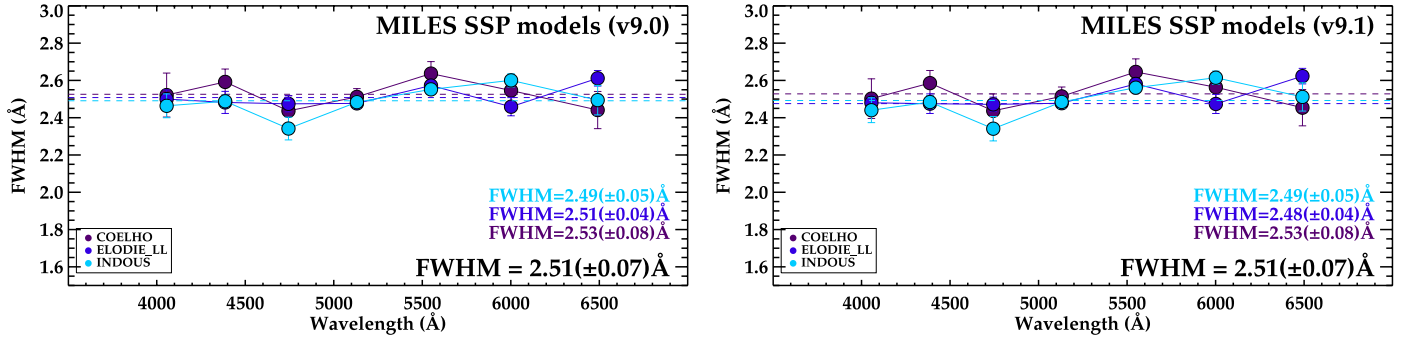 MILES SSP models (v9.0)
FWHM (Å)
3.0
2.8
2.6
2.4
2.2
2.0
1.8
1.6
FWHM=2.49(±0.05)Å
FWHM=2.51(±0.04)Å
FWHM=2.53(±0.08)Å
COELHO
ELODIE_LL
INDOUS
FWHM = 2.51(±0.07)Å
4000 4500 5000 5500 6000 6500
Wavelength (Å)
MILES SSP models (v9.1)
FWHM (Å)
3.0
2.8
2.6
2.4
2.2
2.0
1.8
1.6
FWHM=2.49(±0.05)Å
FWHM=2.48(±0.04)Å
FWHM=2.53(±0.08)Å
COELHO
ELODIE_LL
INDOUS
FWHM = 2.51(±0.07)Å
4000 4500 5000 5500 6000 6500
Wavelength (Å)